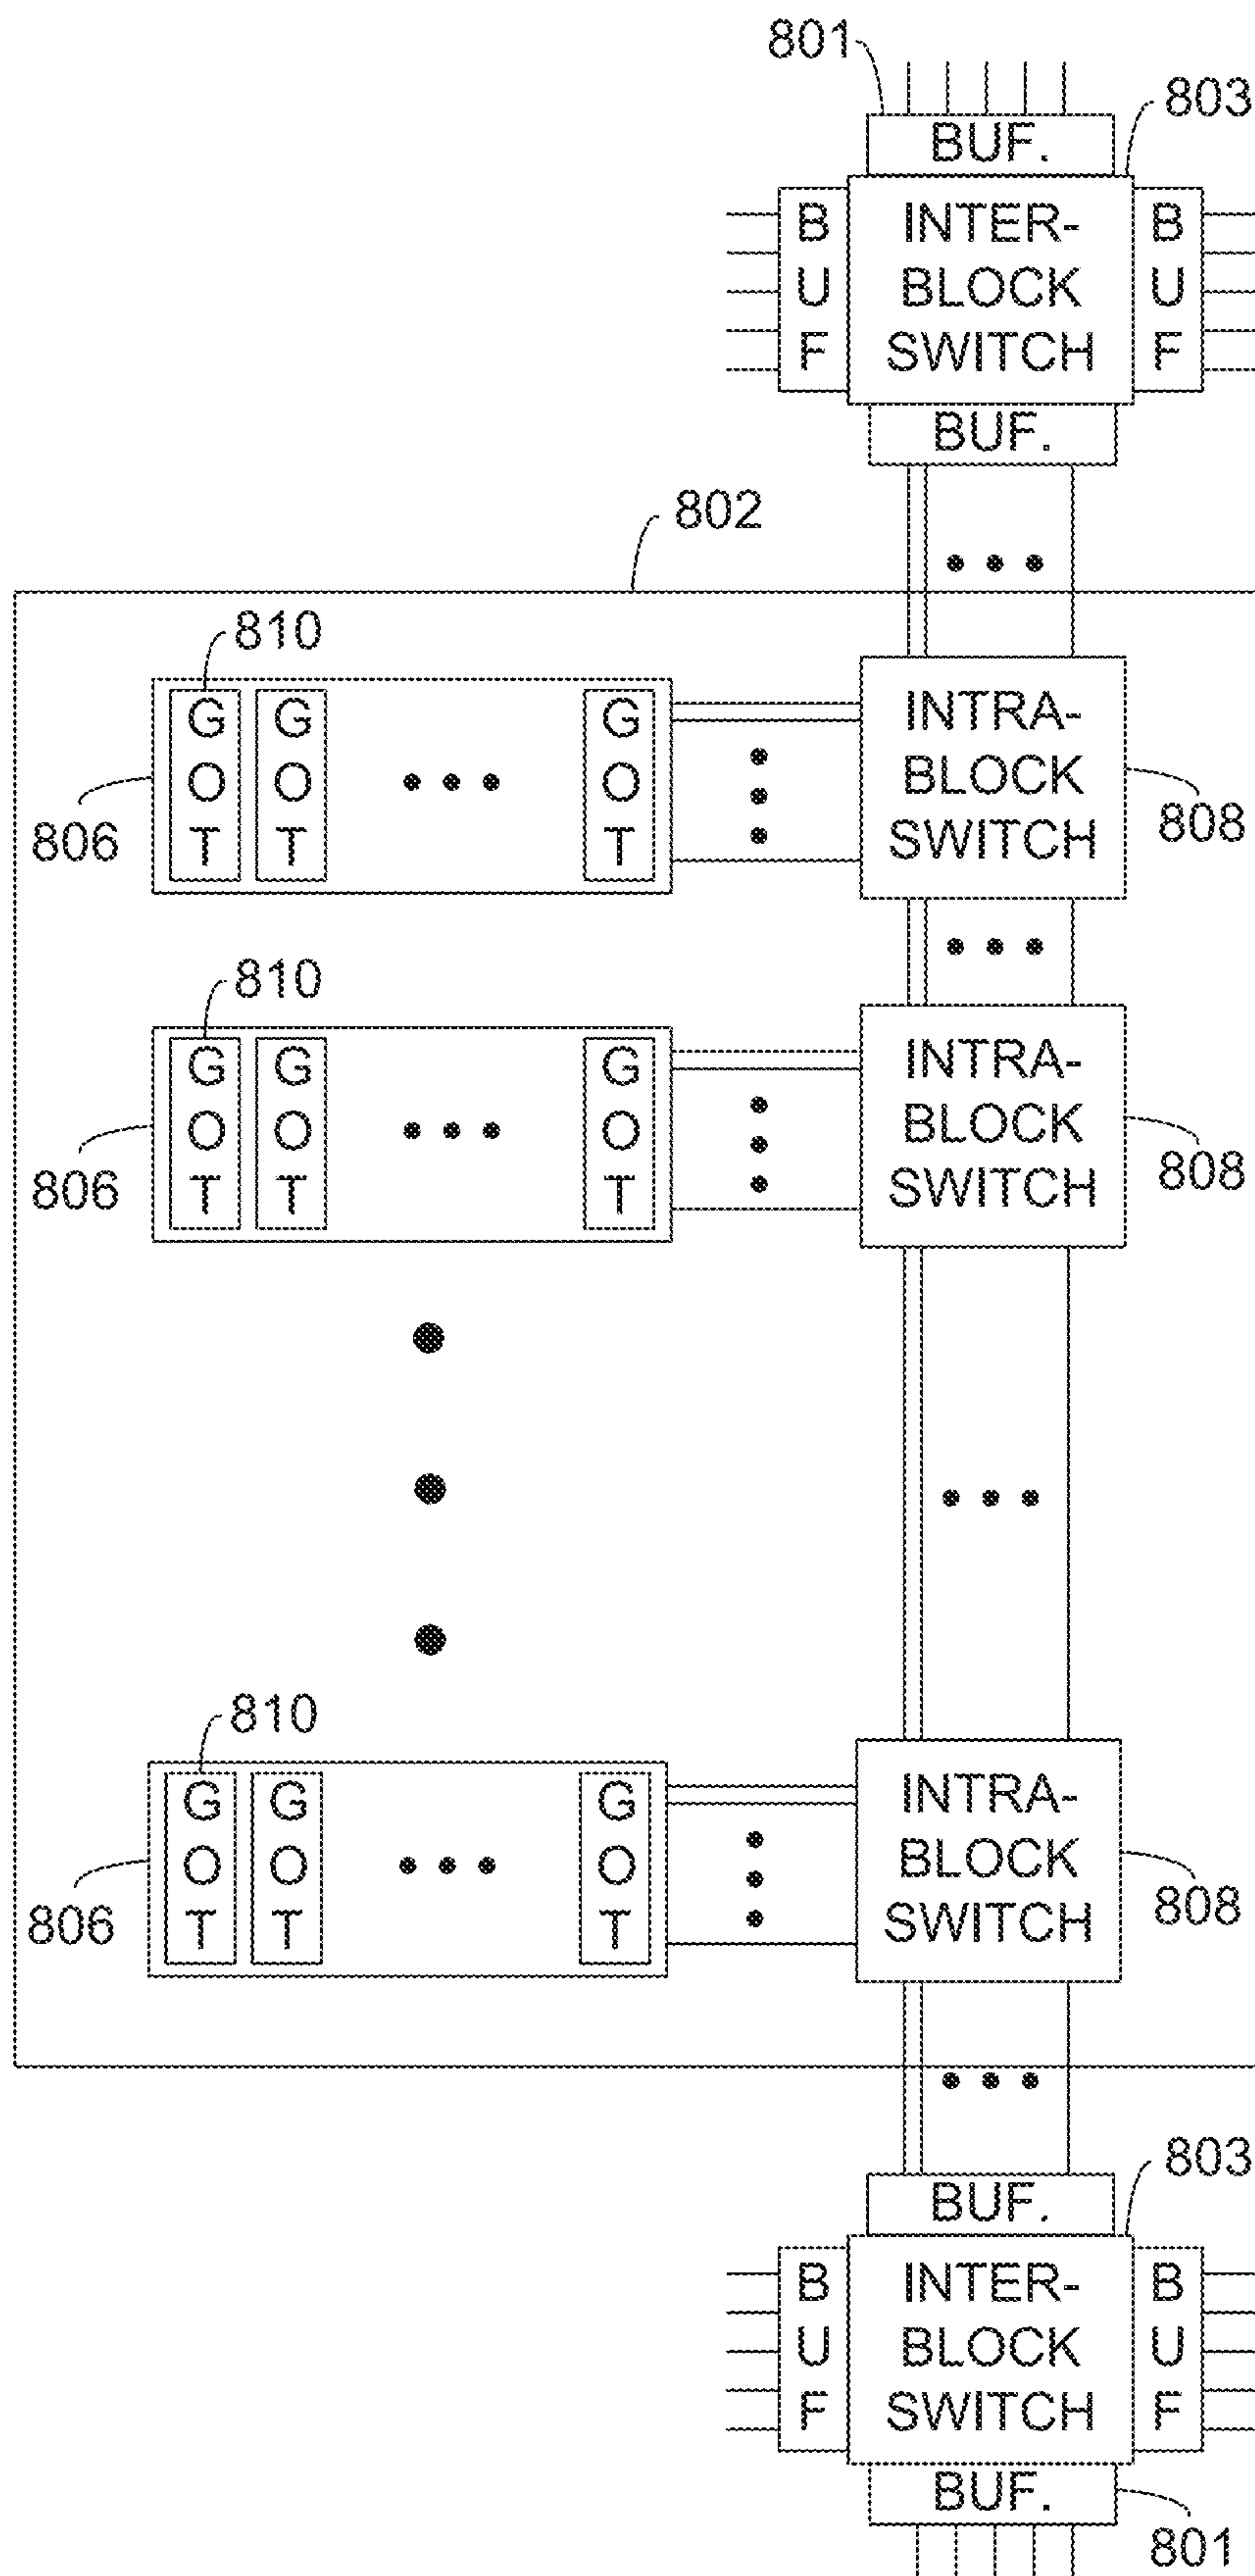 801
803
BUF.
B U F
INTER-
BLOCK
SWITCH
B U F
BUF.
802
810
G O T
G O T
G O T
INTRA-
BLOCK
SWITCH
806
808
810
G O T
G O T
G O T
INTRA-
BLOCK
SWITCH
806
808
810
G O T
G O T
G O T
INTRA-
BLOCK
SWITCH
806
808
803
BUF.
B U F
INTER-
BLOCK
SWITCH
B U F
BUF.
801